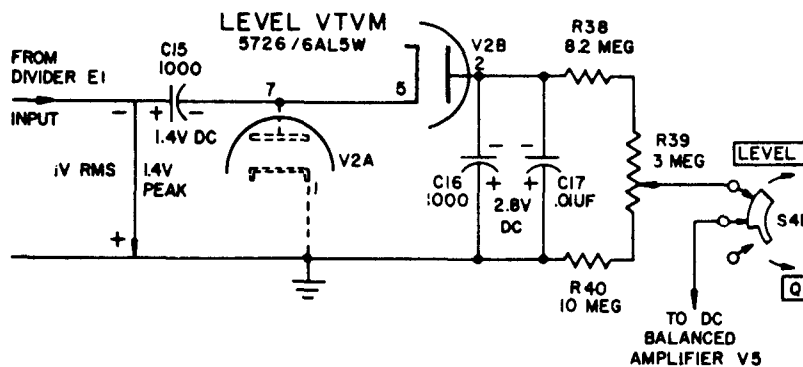 LEVEL VTVM
5726/6AL5W
FROM
DIVIDER E1
INPUT
C15
1000
-
+
-
1.4V DC
7
5
V2B
2
V2A
1
iV RMS
1.4V
PEAK
+
R38
8.2 MEG
R39
3 MEG
-
-
C16
1000
+
+
2.8V
DC
C17
.01UF
R40
10 MEG
LEVEL
S4
Q
TO DC
BALANCED
AMPLIFIER V5